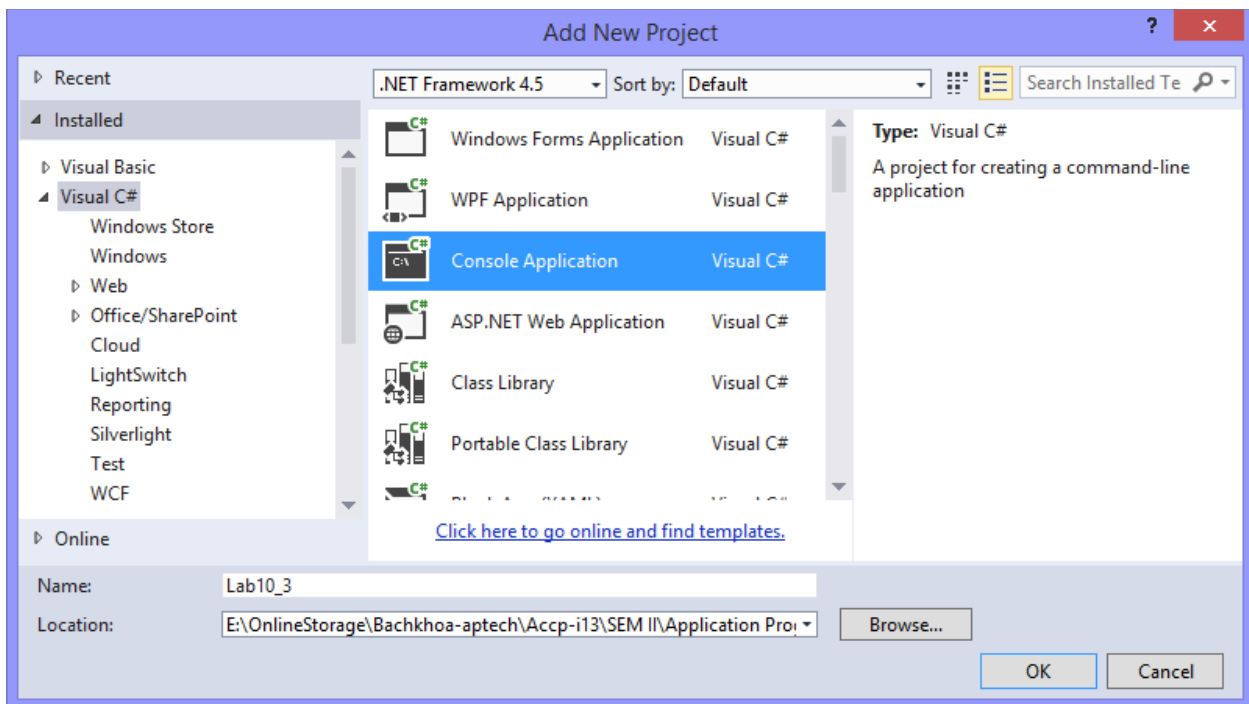 Add New Project
?
Recent
.NET Framework 4.5 Sort by: Default Search Installed Te
Installed
Visual Basic
Visual C#
Windows Store
Windows
Web
Office/SharePoint
Cloud
LightSwitch
Reporting
Silverlight
Test
WCF
Online
Windows Forms Application Visual C#
WPF Application Visual C#
Console Application Visual C#
ASP.NET Web Application Visual C#
Class Library Visual C#
Portable Class Library Visual C#
Click here to go online and find templates.
Type: Visual C#
A project for creating a command-line
application
Name: Lab10_3
Location: E:\OnlineStorage\Bachkhoa-aptech\Accp-i13\SEM II\Application Browse...
OK Cancel